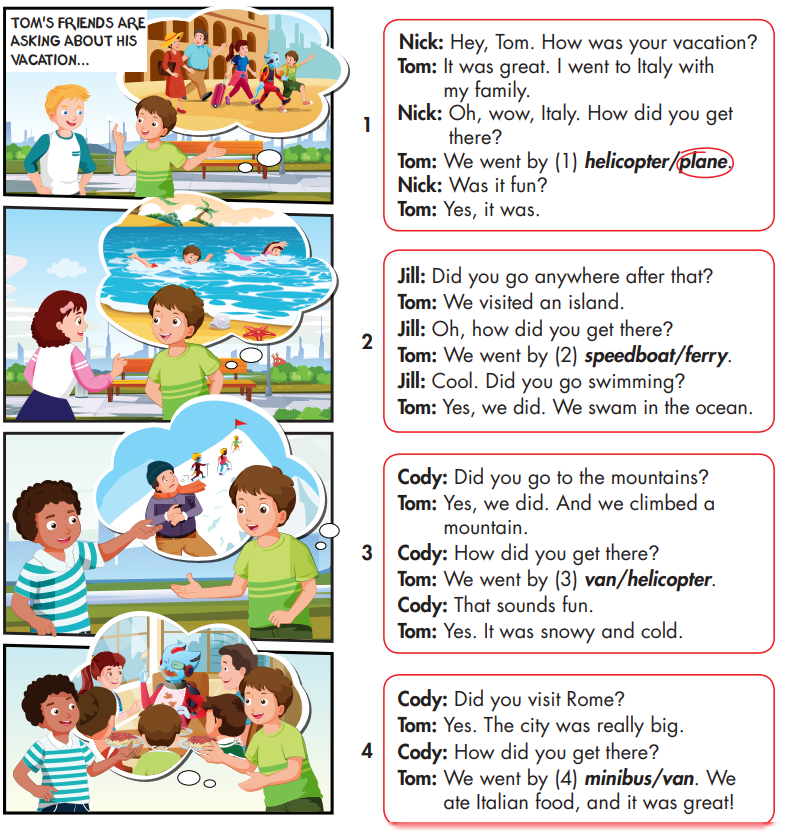 TOM'S FRIENDS ARE
ASKING ABOUT HIS
VACATION...
1
Nick: Hey, Tom. How was your vacation?
Tom: It was great. I went to Italy with
my family.
Nick: Oh, wow, Italy. How did you get
there?
Tom: We went by (1) helicopter/plane.
Nick: Was it fun?
Tom: Yes, it was.
2
Jill: Did you go anywhere after that?
Tom: We visited an island.
Jill: Oh, how did you get there?
Tom: We went by (2) speedboat/ferry.
Jill: Cool. Did you go swimming?
Tom: Yes, we did. We swam in the ocean.
3
Cody: Did you go to the mountains?
Tom: Yes, we did. And we climbed a
mountain.
Cody: How did you get there?
Tom: We went by (3) van/helicopter.
Cody: That sounds fun.
Tom: Yes. It was snowy and cold.
4
Cody: Did you visit Rome?
Tom: Yes. The city was really big.
Cody: How did you get there?
Tom: We went by (4) minibus/van. We
ate Italian food, and it was great!